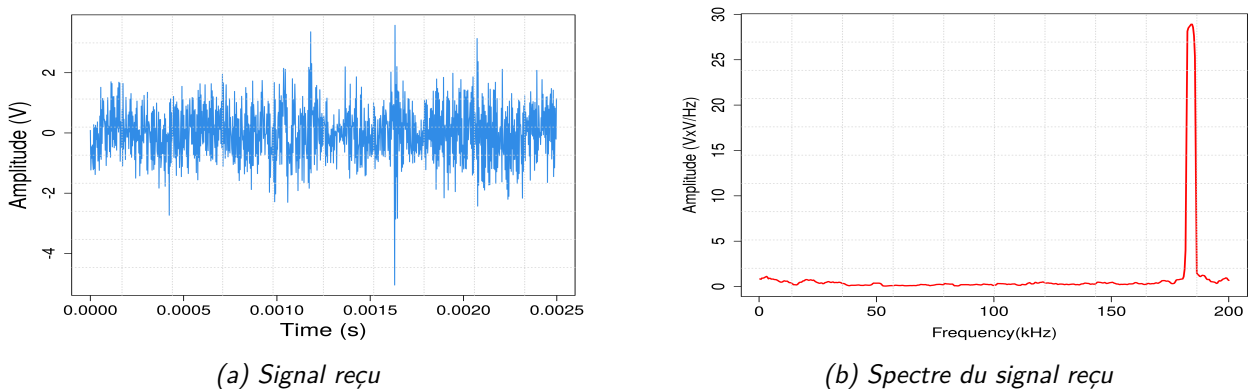 Amplitude (V)
2
0
-2
-4
0.0000 0.0005 0.0010 0.0015 0.0020 0.0025
Time (s)
(a) Signal reçu
Amplitude (VxV/Hz)
30
25
20
15
10
5
0
0 50 100 150 200
Frequency(kHz)
(b) Spectre du signal reçu